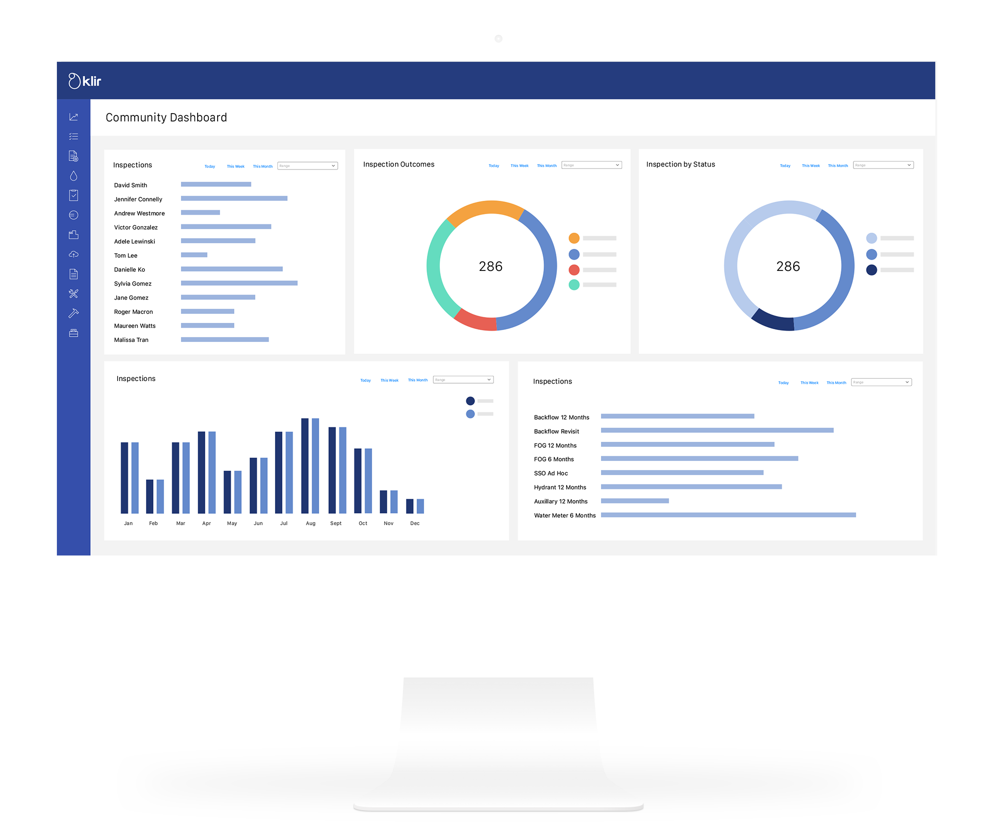 klir
Community Dashboard
Inspections
Today This Week This Month Range
David Smith
Jennifer Connelly
Andrew Westmore
Victor Gonzalez
Adele Lewinski
Tom Lee
Danielle Ko
Sylvia Gomez
Jane Gomez
Roger Macron
Maureen Watts
Malissa Tran
Inspection Outcomes
Today This Week This Month Range
286
Inspection by Status
Today This Week This Month Range
286
Inspections
Today This Week This Month Range
Jan Feb Mar Apr May Jun Jul Aug Sept Oct Nov Dec
Inspections
Today This Week This Month Range
Backflow 12 Months
Backflow Revisit
FOG 12 Months
FOG 6 Months
SSO Ad Hoc
Hydrant 12 Months
Auxillary 12 Months
Water Meter 6 Months